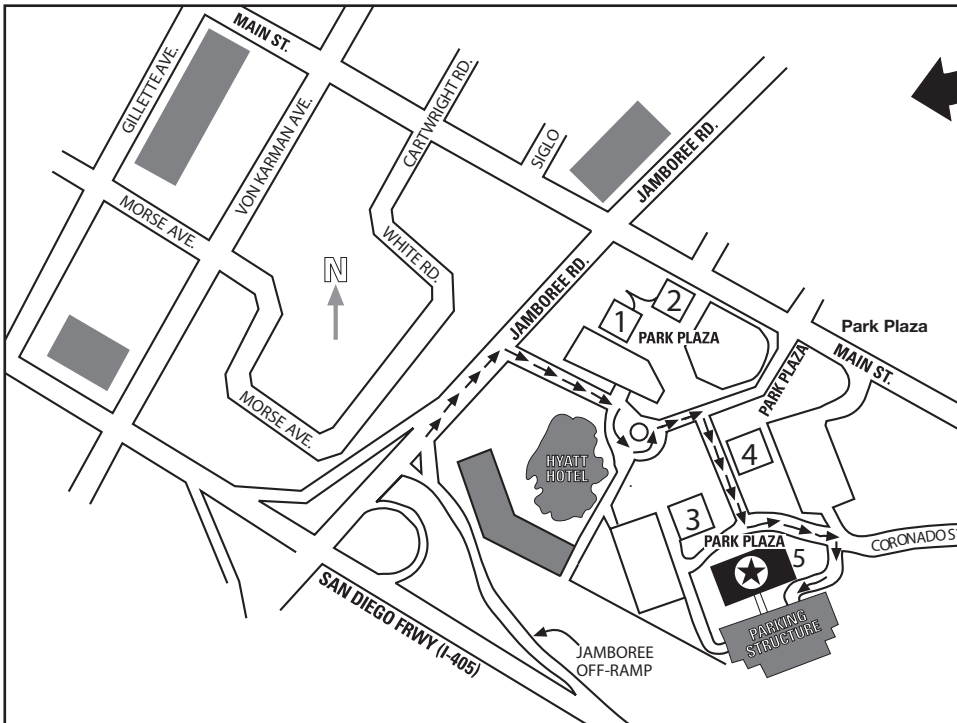 MAIN ST.
GILLETTE AVE.
VON KARMAN AVE.
CARTWRIGHT RD.
SIGLO
JAMBOREE RD.
MORSE AVE.
WHITE RD.
N
JAMBOREE RD.
2
1
PARK PLAZA
Park Plaza
MAIN ST.
PARK PLAZA
MORSE AVE.
HYATT
HOTEL
4
3
PARK PLAZA
CORONADO S
5
SAN DIEGO FRWY (I-405)
PARKING
STRUCTURE
JAMBOREE
OFF-RAMP